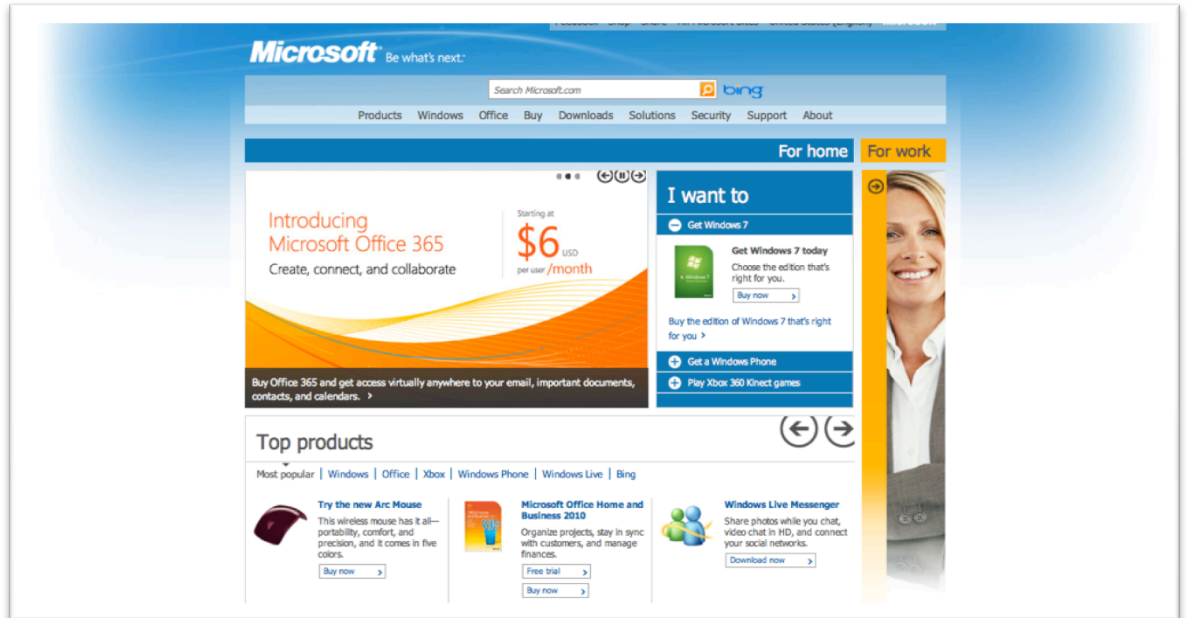 Microsoft Be what's next.
Search Microsoft.com
bing
Products Windows Office Buy Downloads Solutions Security Support About
For home
For work
Introducing
Microsoft Office 365
Create, connect, and collaborate
Starting at
$6 USD
per user /month
Buy Office 365 and get access virtually anywhere to your email, important documents,
contacts, and calendars. >
I want to
Get Windows 7
Get Windows 7 today
Choose the edition that's
right for you.
Buy now >
Buy the edition of Windows 7 that's right
for you >
Get a Windows Phone
Play Xbox 360 Kinect games
Top products
Most popular | Windows | Office | Xbox | Windows Phone | Windows Live | Bing
Try the new Arc Mouse
This wireless mouse has it all—
portability, comfort, and
precision, and it comes in five
colors.
Buy now >
Microsoft Office Home and
Business 2010
Organize projects, stay in sync
with customers, and manage
finances.
Free trial >
Buy now >
Windows Live Messenger
Share photos while you chat,
video chat in HD, and connect
your social networks.
Download now >